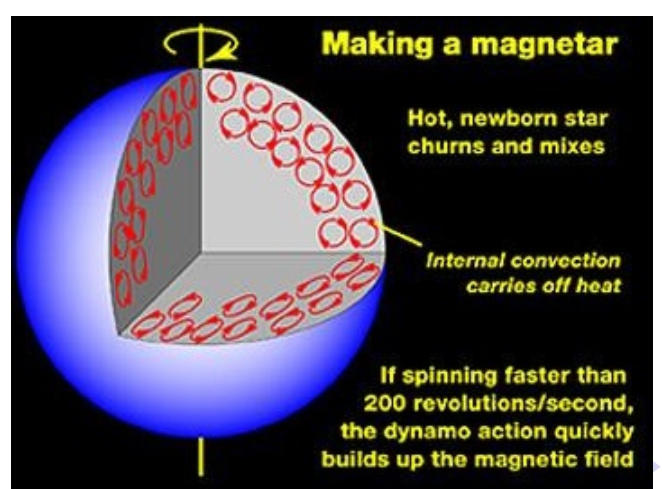 Making a magnetar
Hot, newborn star
churns and mixes
Internal convection
carries off heat
If spinning faster than
200 revolutions/second,
the dynamo action quickly
builds up the magnetic field